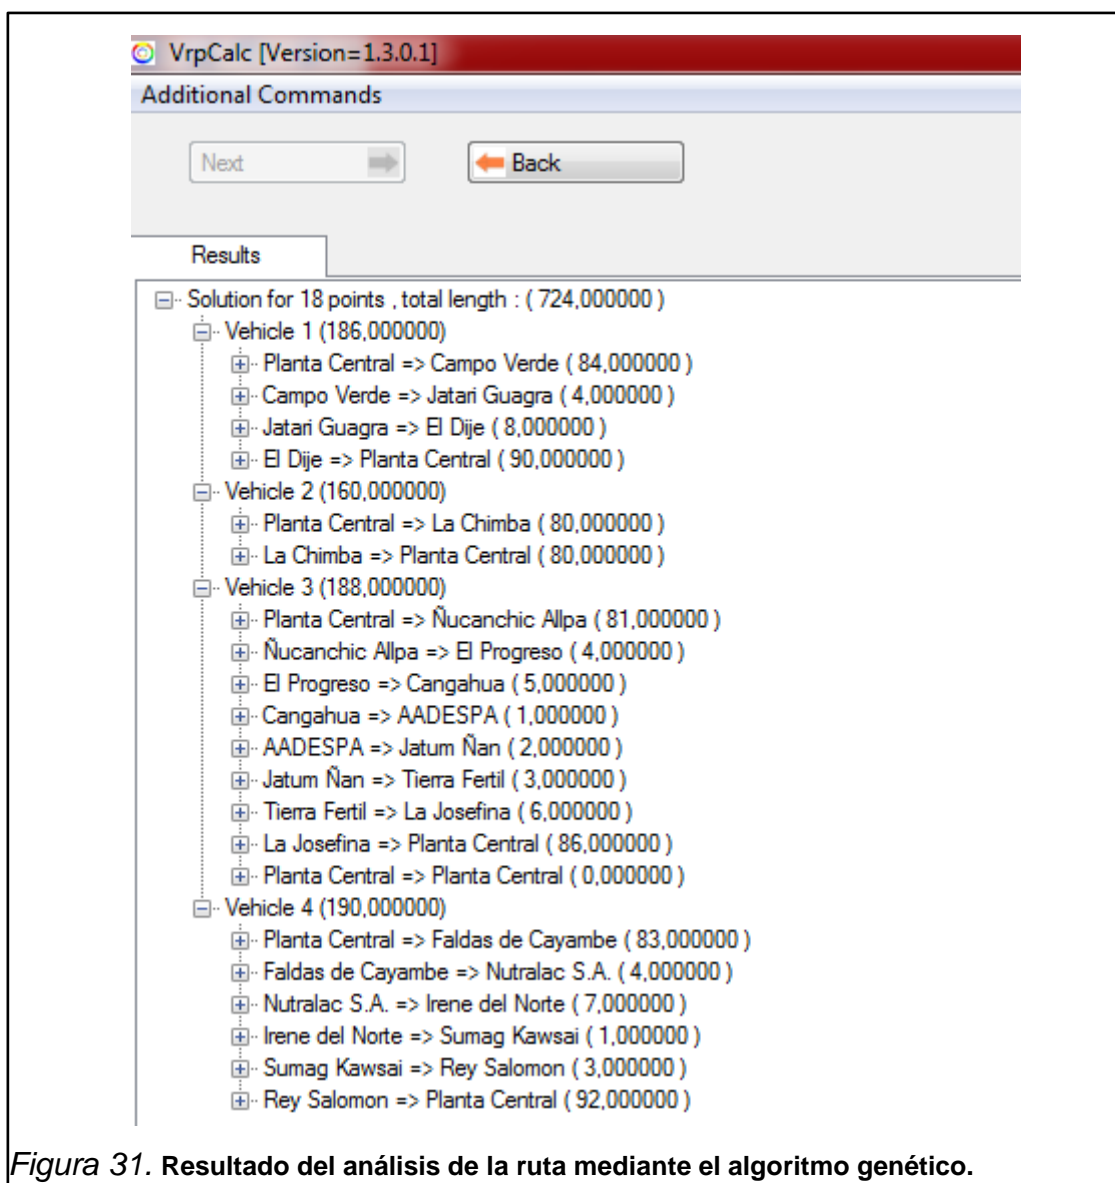 VrpCalc [Version=1.3.0.1]
Additional Commands
Next
Back
Results
Solution for 18 points , total length : ( 724,000000 )
Vehicle 1 (186,000000)
Planta Central => Campo Verde ( 84,000000 )
Campo Verde => Jatari Guagra ( 4,000000 )
Jatari Guagra => El Dije ( 8,000000 )
El Dije => Planta Central ( 90,000000 )
Vehicle 2 (160,000000)
Planta Central => La Chimba ( 80,000000 )
La Chimba => Planta Central ( 80,000000 )
Vehicle 3 (188,000000)
Planta Central => Ñucanchic Allpa ( 81,000000 )
Ñucanchic Allpa => El Progreso ( 4,000000 )
El Progreso => Cangahua ( 5,000000 )
Cangahua => AADESPA ( 1,000000 )
AADESPA => Jatum Ñan ( 2,000000 )
Jatum Ñan => Tierra Fertil ( 3,000000 )
Tierra Fertil => La Josefina ( 6,000000 )
La Josefina => Planta Central ( 86,000000 )
Planta Central => Planta Central ( 0,000000 )
Vehicle 4 (190,000000)
Planta Central => Faldas de Cayambe ( 83,000000 )
Faldas de Cayambe => Nutralac S.A. ( 4,000000 )
Nutralac S.A. => Irene del Norte ( 7,000000 )
Irene del Norte => Sumag Kawsai ( 1,000000 )
Sumag Kawsai => Rey Salomon ( 3,000000 )
Rey Salomon => Planta Central ( 92,000000 )
Figura 31. Resultado del análisis de la ruta mediante el algoritmo genético.